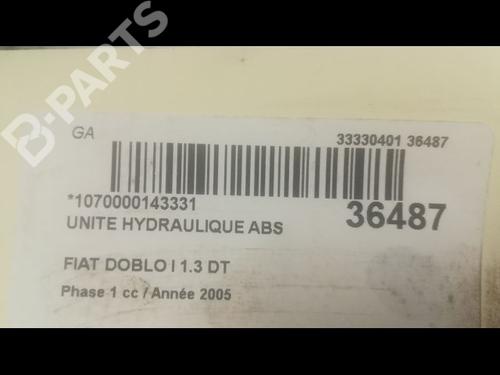 B-PARTS
GA
33330401 36487
*1070000143331
36487
UNITE HYDRAULIQUE ABS
FIAT DOBLO I 1.3 DT
Phase 1 cc / Année 2005